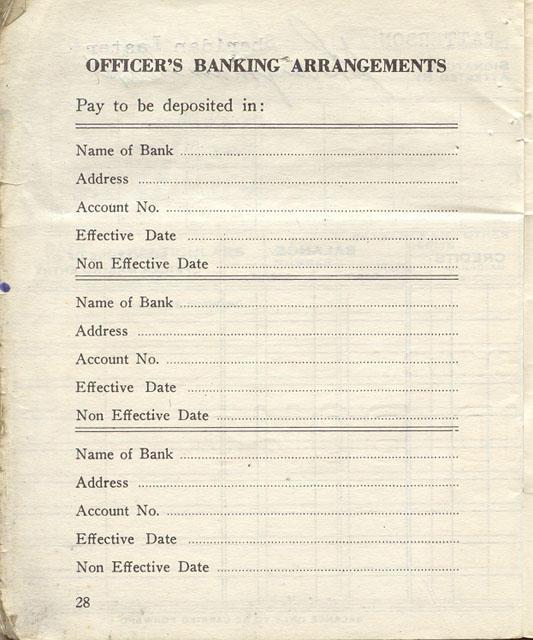 OFFICER'S BANKING ARRANGEMENTS
Pay to be deposited in:
Name of Bank
Address
Account No.
Effective Date
Non Effective Date
Name of Bank
Address
Account No.
Effective Date
Non Effective Date
Name of Bank
Address
Account No.
Effective Date
Non Effective Date
28